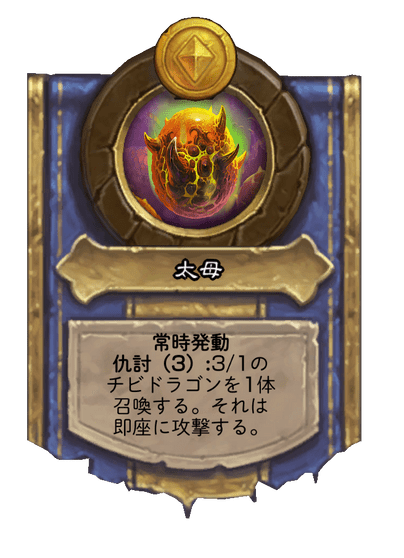 太母
常時発動
仇討（3）:3/1の
チビドラゴンを1体
召喚する。それは
即座に攻撃する。